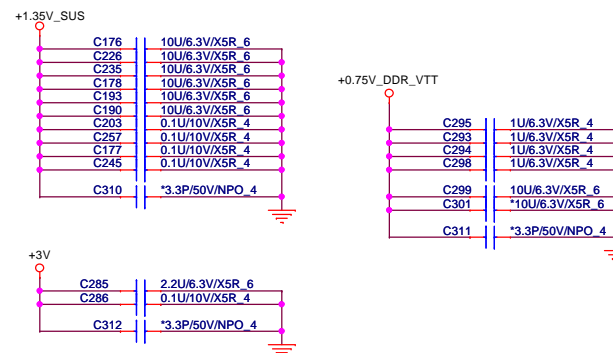 +1.35V_SUS
C176 10U/6.3V/X5R_6
C226 10U/6.3V/X5R_6
C235 10U/6.3V/X5R_6
C178 10U/6.3V/X5R_6
C193 10U/6.3V/X5R_6
C190 10U/6.3V/X5R_6
C203 0.1U/10V/X5R_4
C257 0.1U/10V/X5R_4
C177 0.1U/10V/X5R_4
C245 0.1U/10V/X5R_4
C310 *3.3P/50V/NPO_4
+0.75V_DDR_VTT
C295 1U/6.3V/X5R_4
C293 1U/6.3V/X5R_4
C294 1U/6.3V/X5R_4
C298 1U/6.3V/X5R_4
C299 10U/6.3V/X5R_6
C301 *10U/6.3V/X5R_6
C311 *3.3P/50V/NPO_4
+3V
C285 2.2U/6.3V/X5R_6
C286 0.1U/10V/X5R_4
C312 *3.3P/50V/NPO_4